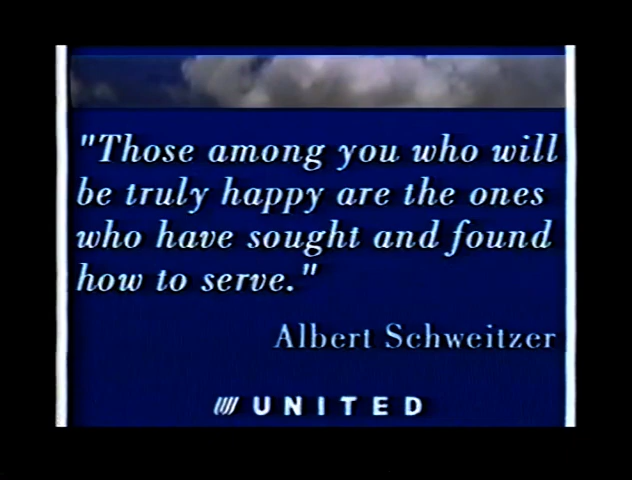 "Those among you who will
be truly happy are the ones
who have sought and found
how to serve."
Albert Schweitzer
UNITED